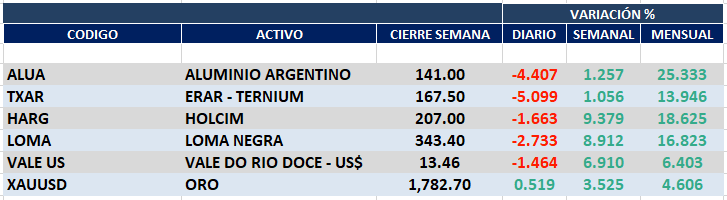 VARIACIÓN %
CODIGO ACTIVO CIERRE SEMANA DIARIO SEMANAL MENSUAL
ALUA ALUMINIO ARGENTINO 141.00 -4.407 1.257 25.333
TXAR ERAR - TERNIUM 167.50 -5.099 1.056 13.946
HARG HOLCIM 207.00 -1.663 9.379 18.625
LOMA LOMA NEGRA 343.40 -2.733 8.912 16.823
VALE US VALE DO RIO DOCE - US$ 13.46 -1.464 6.910 6.403
XAUUSD ORO 1,782.70 0.519 3.525 4.606